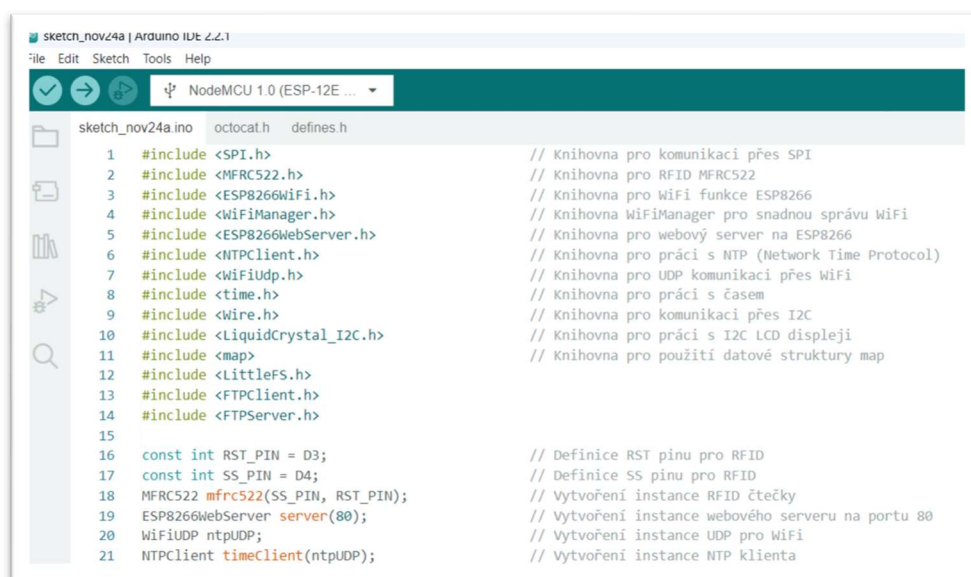 sketch_nov24a | Arduino IDE 2.2.1
File Edit Sketch Tools Help
NodeMCU 1.0 (ESP-12E ...
sketch_nov24a.ino octocat.h defines.h
1 #include <SPI.h> // Knihovna pro komunikaci přes SPI
2 #include <MFRC522.h> // Knihovna pro RFID MFRC522
3 #include <ESP8266WiFi.h> // Knihovna pro WiFi funkce ESP8266
4 #include <WiFiManager.h> // Knihovna WiFiManager pro snadnou správu WiFi
5 #include <ESP8266WebServer.h> // Knihovna pro webový server na ESP8266
6 #include <NTPClient.h> // Knihovna pro práci s NTP (Network Time Protocol)
7 #include <WiFiUdp.h> // Knihovna pro UDP komunikaci přes WiFi
8 #include <time.h> // Knihovna pro práci s časem
9 #include <Wire.h> // Knihovna pro komunikaci přes I2C
10 #include <LiquidCrystal_I2C.h> // Knihovna pro práci s I2C LCD displeji
11 #include <map> // Knihovna pro použití datové struktury map
12 #include <LittleFS.h>
13 #include <FTPClient.h>
14 #include <FTPServer.h>
15
16 const int RST_PIN = D3; // Definice RST pinu pro RFID
17 const int SS_PIN = D4; // Definice SS pinu pro RFID
18 MFRC522 mfrc522(SS_PIN, RST_PIN); // Vytvoření instance RFID čtečky
19 ESP8266WebServer server(80); // Vytvoření instance webového serveru na portu 80
20 WiFiUDP ntpUDP; // Vytvoření instance UDP pro WiFi
21 NTPClient timeClient(ntpUDP); // Vytvoření instance NTP klienta